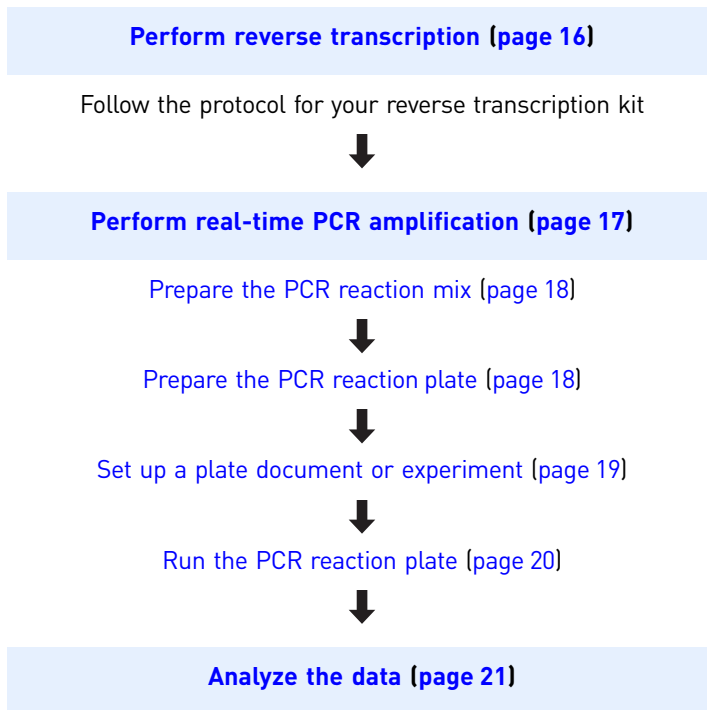 Perform reverse transcription (page 16)
Follow the protocol for your reverse transcription kit
Perform real-time PCR amplification (page 17)
Prepare the PCR reaction mix (page 18)
Prepare the PCR reaction plate (page 18)
Set up a plate document or experiment (page 19)
Run the PCR reaction plate (page 20)
Analyze the data (page 21)